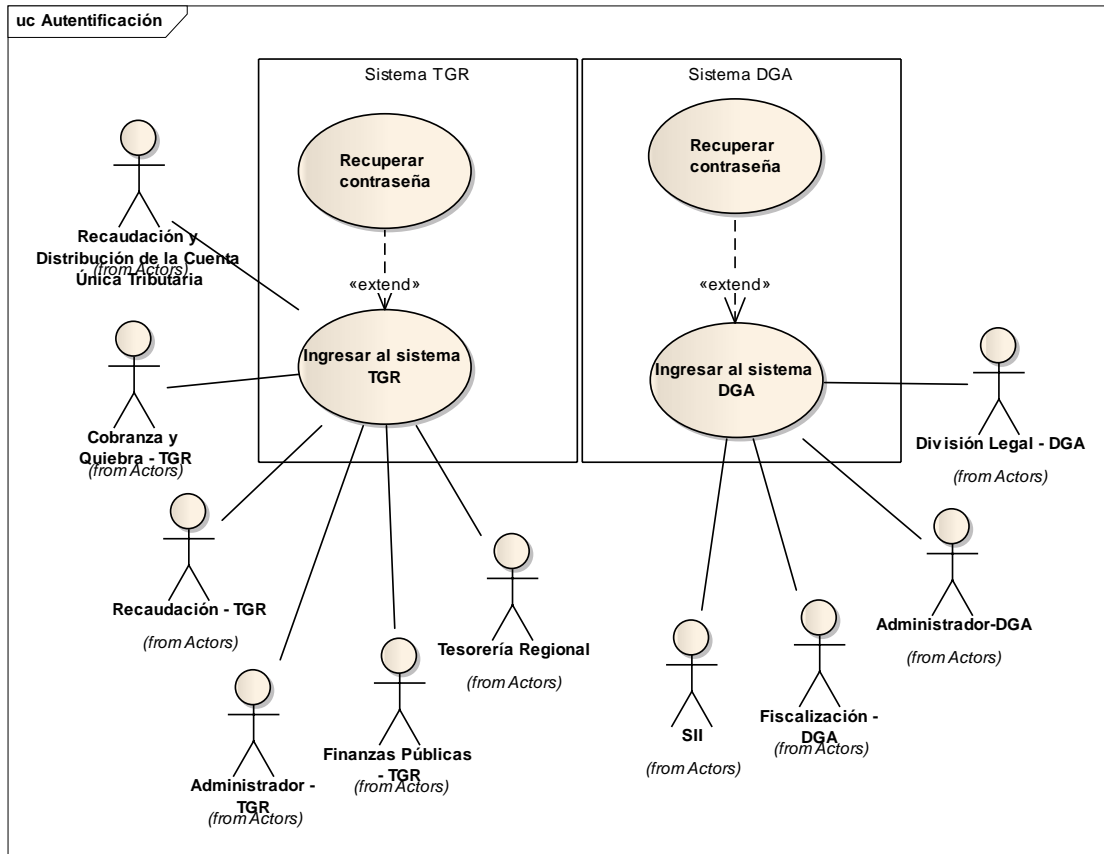 uc Autentificación
Sistema TGR
Sistema DGA
Recuperar
contraseña
Recuperar
contraseña
«extend»
«extend»
Ingresar al sistema
TGR
Ingresar al sistema
DGA
Recaudación y
Distribución de la Cuenta
Única Tributaria
(from Actors)
Cobranza y
Quiebra - TGR
(from Actors)
División Legal - DGA
(from Actors)
Recaudación - TGR
(from Actors)
Tesorería Regional
(from Actors)
Administrador-DGA
(from Actors)
Administrador -
TGR
(from Actors)
Finanzas Públicas
- TGR
(from Actors)
SII
(from Actors)
Fiscalización -
DGA
(from Actors)